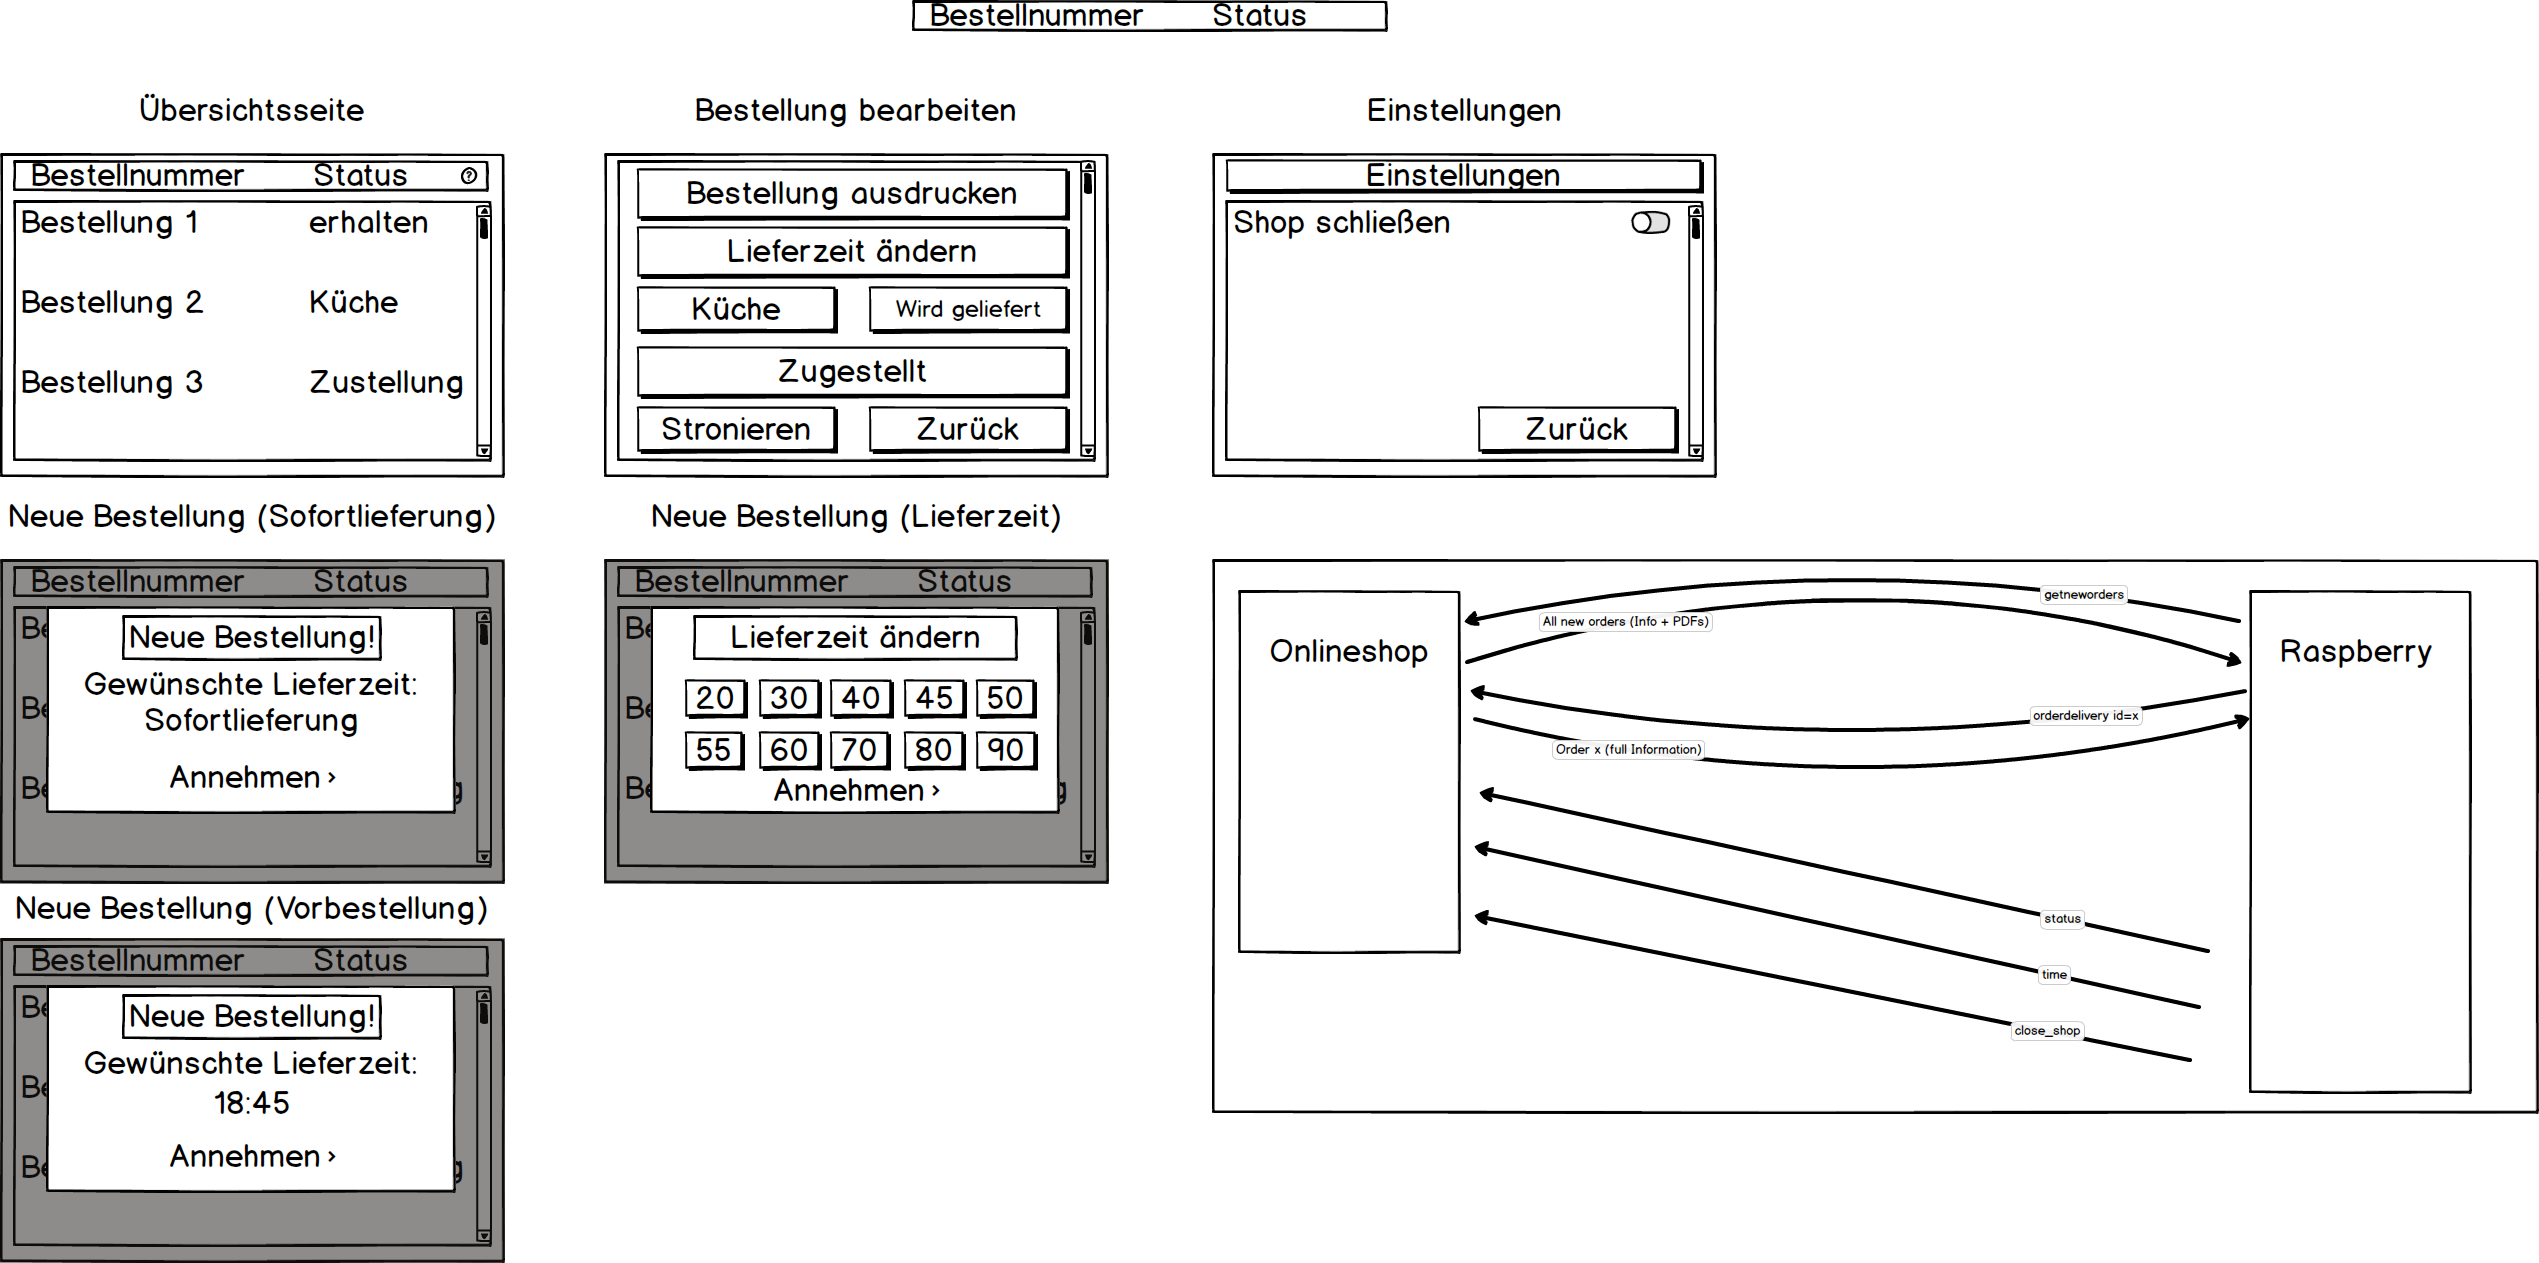 Bestellnummer Status
Übersichtsseite
Bestellnummer Status ?
Bestellung 1 erhalten
Bestellung 2 Küche
Bestellung 3 Zustellung
Bestellung bearbeiten
Bestellung ausdrucken
Lieferzeit ändern
Küche Wird geliefert
Zugestellt
Stronieren Zurück
Einstellungen
Einstellungen
Shop schließen
Zurück
Neue Bestellung (Sofortlieferung)
Bestellnummer Status
Be
Neue Bestellung!
Gewünschte Lieferzeit:
Be
Sofortlieferung
Annehmen ›
Be g
Neue Bestellung (Lieferzeit)
Bestellnummer Status
Be
Lieferzeit ändern
20 30 40 45 50
Be
55 60 70 80 90
Annehmen ›
Be g
Neue Bestellung (Vorbestellung)
Bestellnummer Status
Be
Neue Bestellung!
Gewünschte Lieferzeit:
Be
18:45
Annehmen ›
Be g
Onlineshop
Raspberry
getneworders
All new orders (Info + PDFs)
orderdelivery id=x
Order x (full Information)
status
time
close_shop